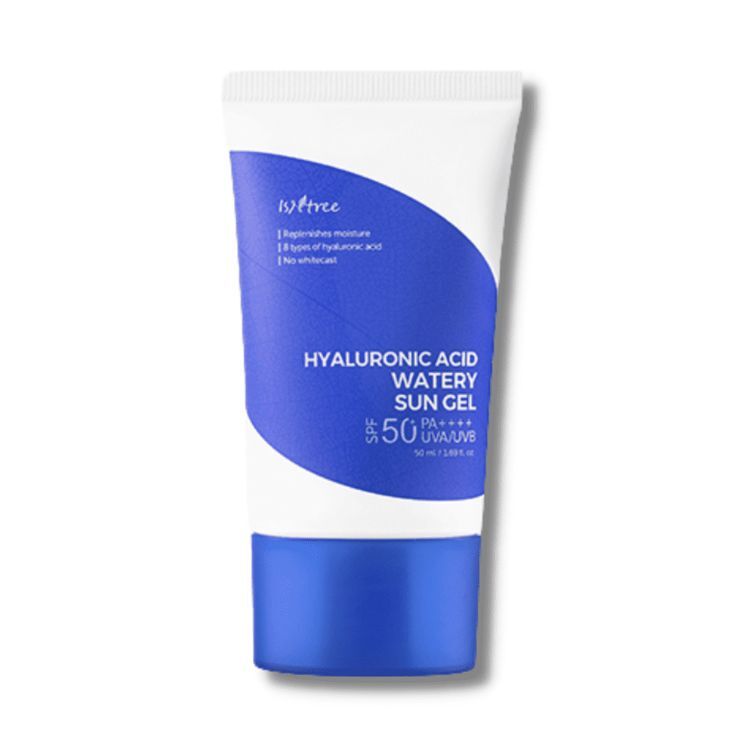 Isntree
Replenishes moisture
8 types of hyaluronic acid
No whitecast
HYALURONIC ACID
WATERY
SUN GEL
SPF 50+ PA++++
UVA/UVB
50 ml / 1.69 fl. oz